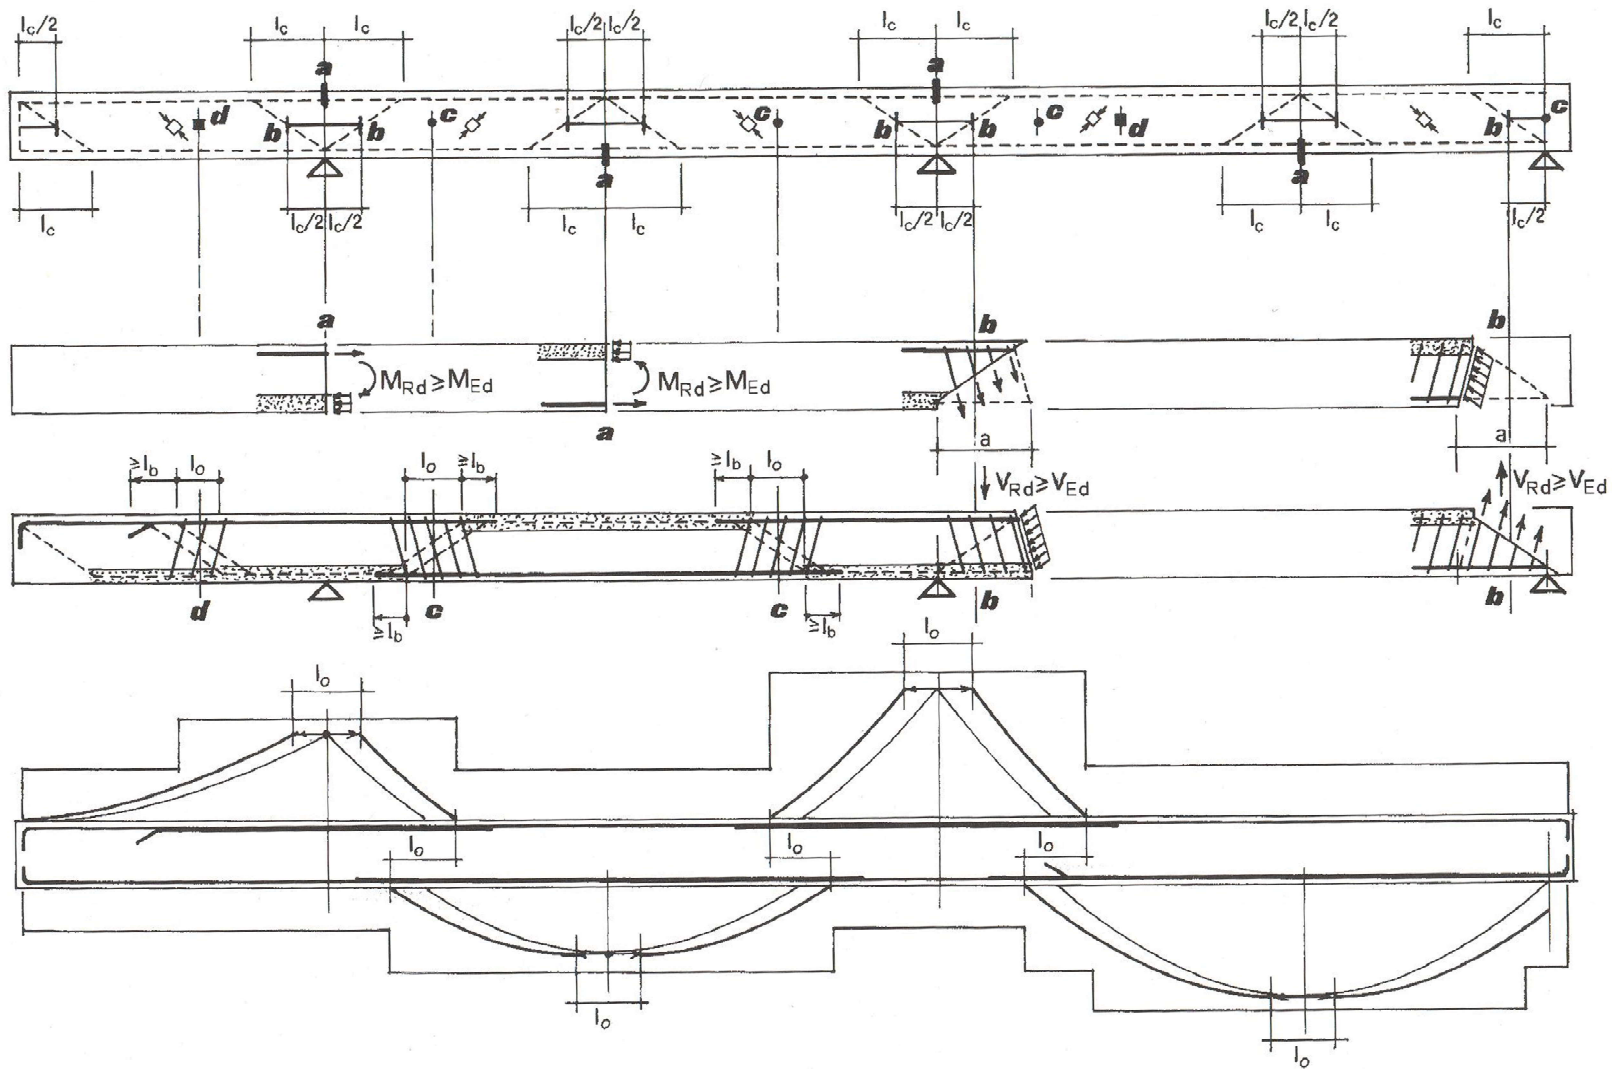 lc/2 lc lc lc/2 lc/2 lc lc lc/2 lc/2 lc
a a
d b b c c b b c d b c
a a
lc lc/2 lc/2 lc lc lc/2 lc/2 lc lc lc/2
a b b
MRd≥MEd MRd≥MEd
a a a
≥lb lo lo ≥lb ≥lb lo VRd≥VEd VRd≥VEd
d c c b b
≥lb ≥lb
lo
lo
lo lo lo
lo
lo